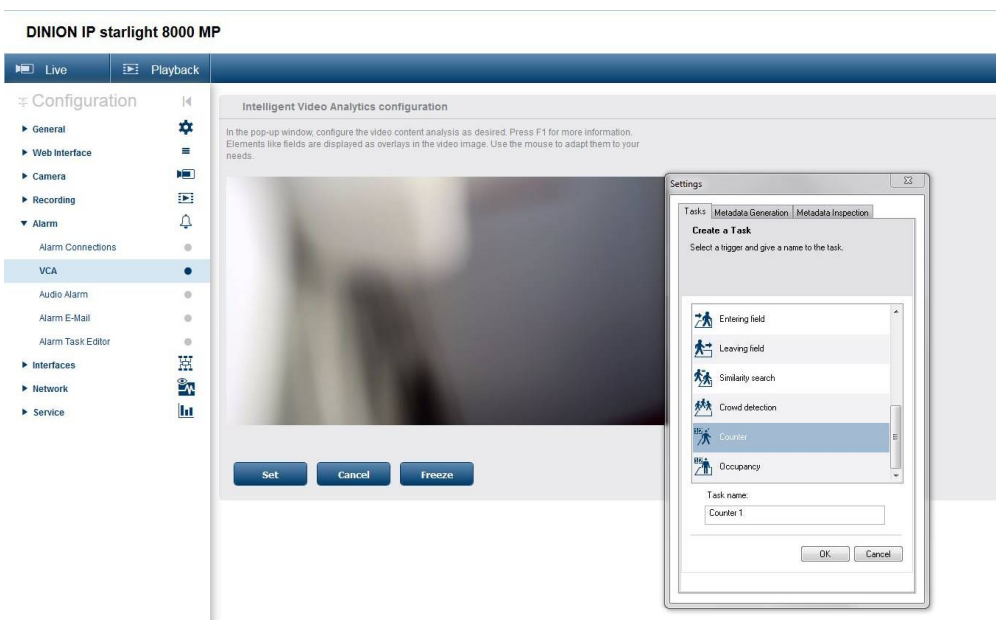 DINION IP starlight 8000 MP
Live
Playback
Configuration
General
Web Interface
Camera
Recording
Alarm
Alarm Connections
VCA
Audio Alarm
Alarm E-Mail
Alarm Task Editor
Interfaces
Network
Service
Intelligent Video Analytics configuration
In the pop-up window, configure the video content analysis as desired. Press F1 for more information.
Elements like fields are displayed as overlays in the video image. Use the mouse to adapt them to your
needs.
Set
Cancel
Freeze
Settings
Tasks
Metadata Generation
Metadata Inspection
Create a Task
Select a trigger and give a name to the task.
Entering field
Leaving field
Similarity search
Crowd detection
Counter
Occupancy
Task name:
Counter 1
OK
Cancel